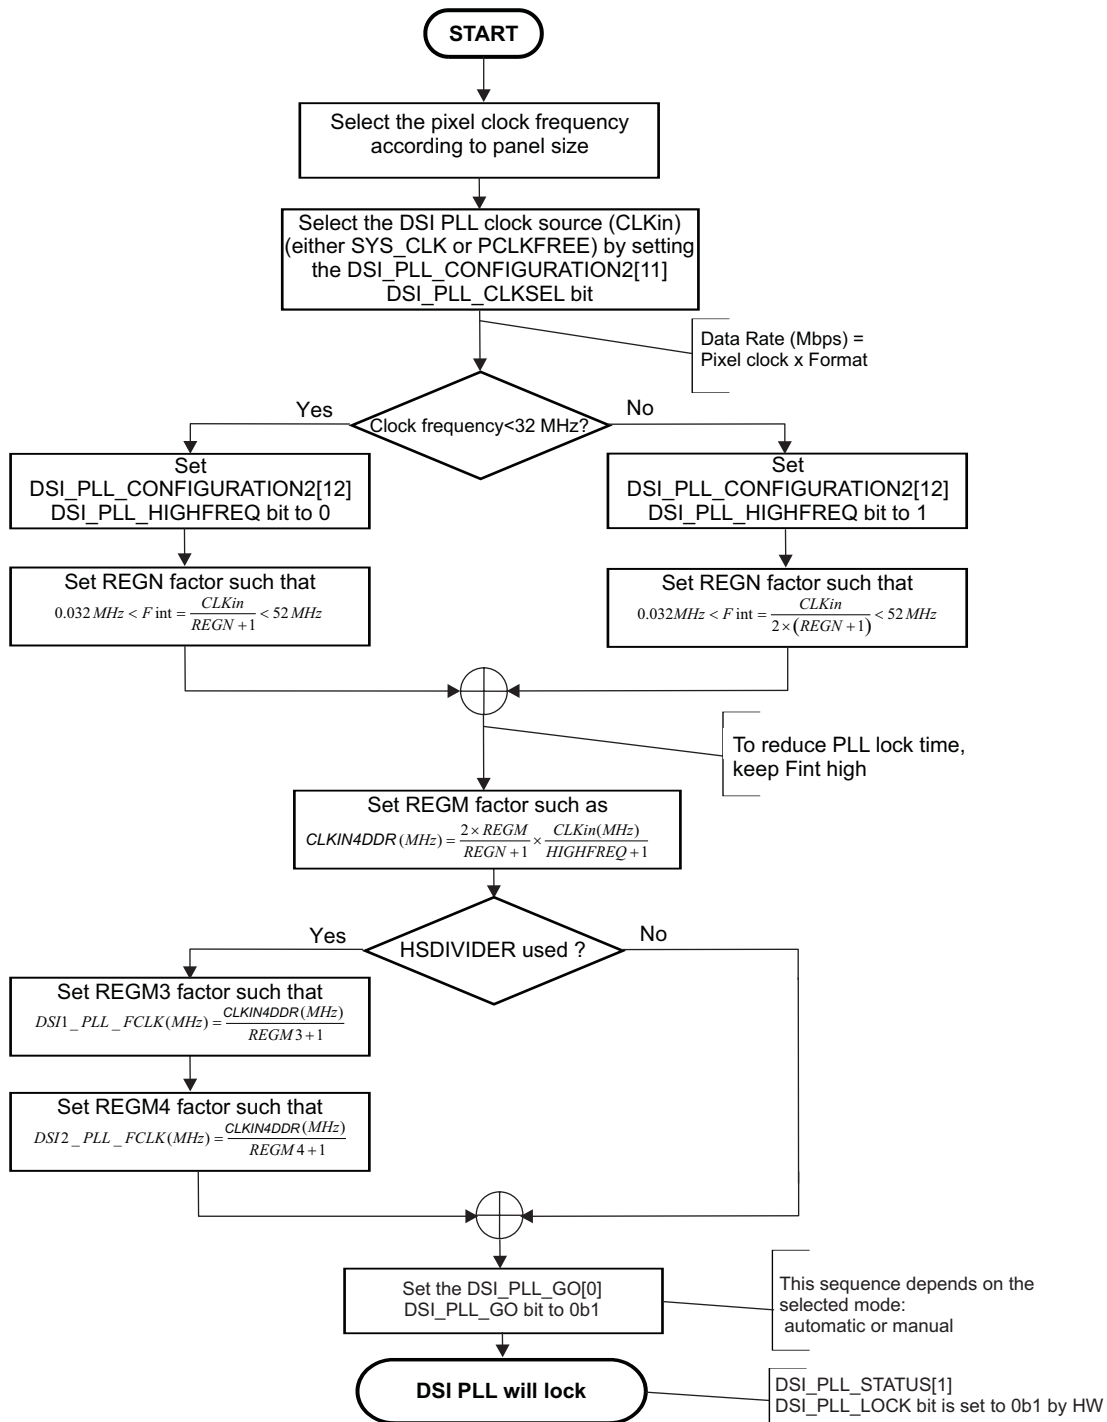 START
Select the pixel clock frequency
according to panel size
Select the DSI PLL clock source (CLKin)
(either SYS_CLK or PCLKFREE) by setting
the DSI_PLL_CONFIGURATION2[11]
DSI_PLL_CLKSEL bit
Data Rate (Mbps) =
Pixel clock x Format
Yes
Clock frequency<32 MHz?
No
Set
DSI_PLL_CONFIGURATION2[12]
DSI_PLL_HIGHFREQ bit to 0
Set
DSI_PLL_CONFIGURATION2[12]
DSI_PLL_HIGHFREQ bit to 1
Set REGN factor such that
0.032 MHz < F int = CLKin / REGN +1 < 52 MHz
Set REGN factor such that
0.032MHz < F int = CLKin / 2×(REGN +1) < 52 MHz
To reduce PLL lock time,
keep Fint high
Set REGM factor such as
CLKIN4DDR (MHz) = 2 × REGM / REGN +1 × CLKin(MHz) / HIGHFREQ +1
Yes
HSDIVIDER used ?
No
Set REGM3 factor such that
DSI1_PLL_FCLK(MHz) = CLKIN4DDR(MHz) / REGM 3+1
Set REGM4 factor such that
DSI2_PLL_FCLK(MHz) = CLKIN4DDR(MHz) / REGM 4+1
Set the DSI_PLL_GO[0]
DSI_PLL_GO bit to 0b1
This sequence depends on the
selected mode:
automatic or manual
DSI PLL will lock
DSI_PLL_STATUS[1]
DSI_PLL_LOCK bit is set to 0b1 by HW